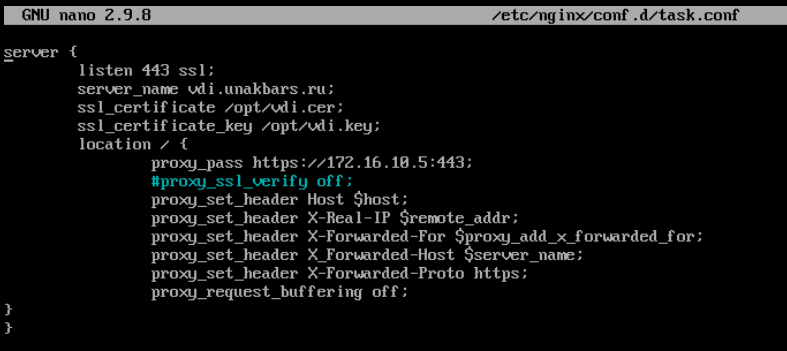 GNU nano 2.9.8 /etc/nginx/conf.d/task.conf
server {
listen 443 ssl;
server_name vdi.unakbars.ru;
ssl_certificate /opt/vdi.cer;
ssl_certificate_key /opt/vdi.key;
location / {
proxy_pass https://172.16.10.5:443;
#proxy_ssl_verify off;
proxy_set_header Host $host;
proxy_set_header X-Real-IP $remote_addr;
proxy_set_header X-Forwarded-For $proxy_add_x_forwarded_for;
proxy_set_header X_Forwarded-Host $server_name;
proxy_set_header X-Forwarded-Proto https;
proxy_request_buffering off;
}
}